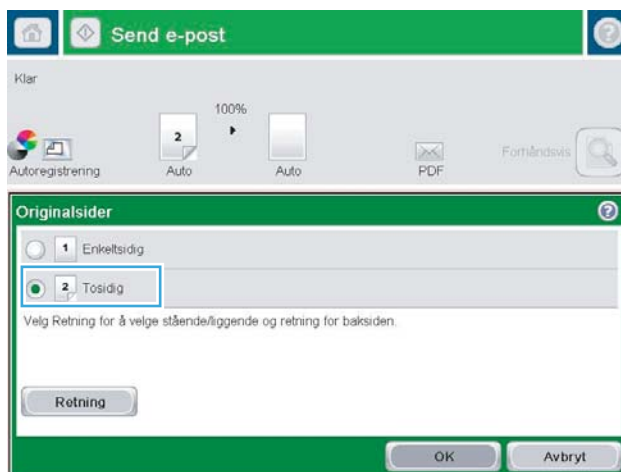 Send e-post
Klar
100%
2
Autoregistrering
Auto
Auto
PDF
Forhåndsvis
Originalsider
1 Enkeltsidig
2 Tosidig
Velg Retning for å velge stående/liggende og retning for baksiden.
Retning
OK
Avbryt